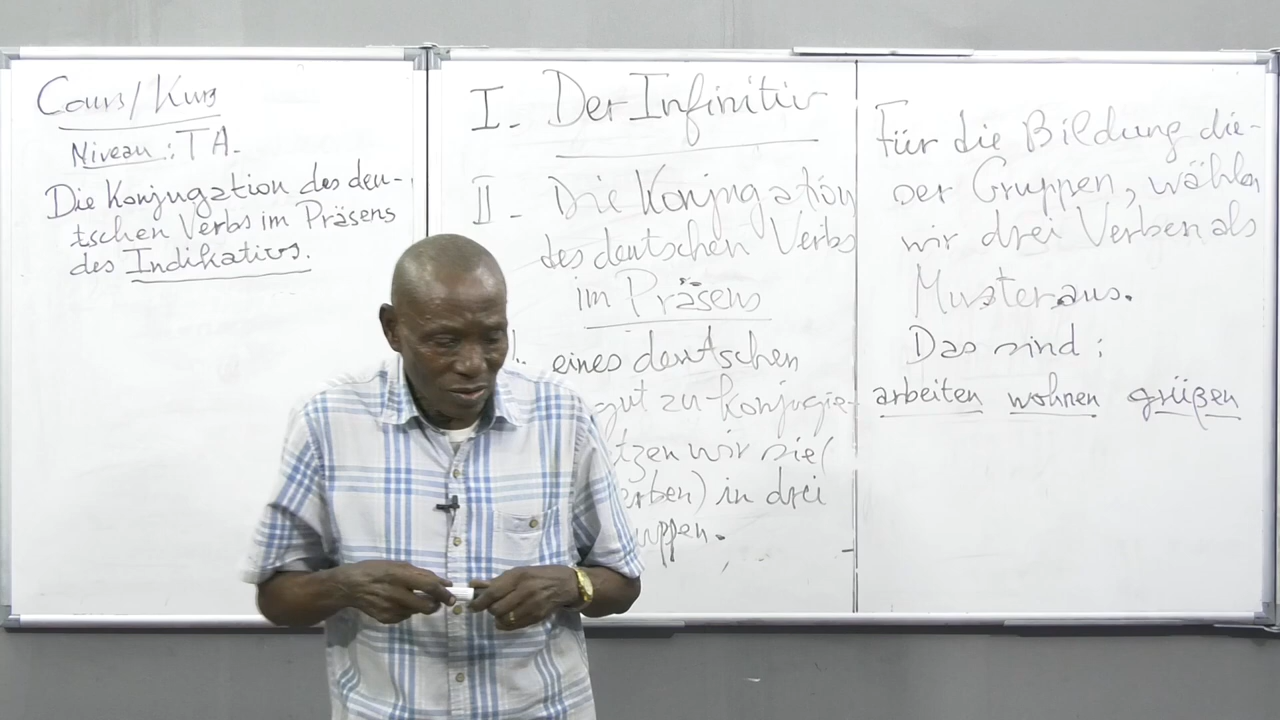 Cours/Kurs
Niveau : TA-
Die Konjugation des deu-
tschen Verbs im Präsens
des Indikativs.
I- Der Infinitiv
II- Die Konjugation
des deutschen Verbs
im Präsens
eines deutschen
gut zu konjugie-
tzen wir sie(
erben) in drei
uppen.
Für die Bildung die-
ser Gruppen, wählen
wir drei Verben als
Muster aus.
Das sind :
arbeiten wohnen grüßen